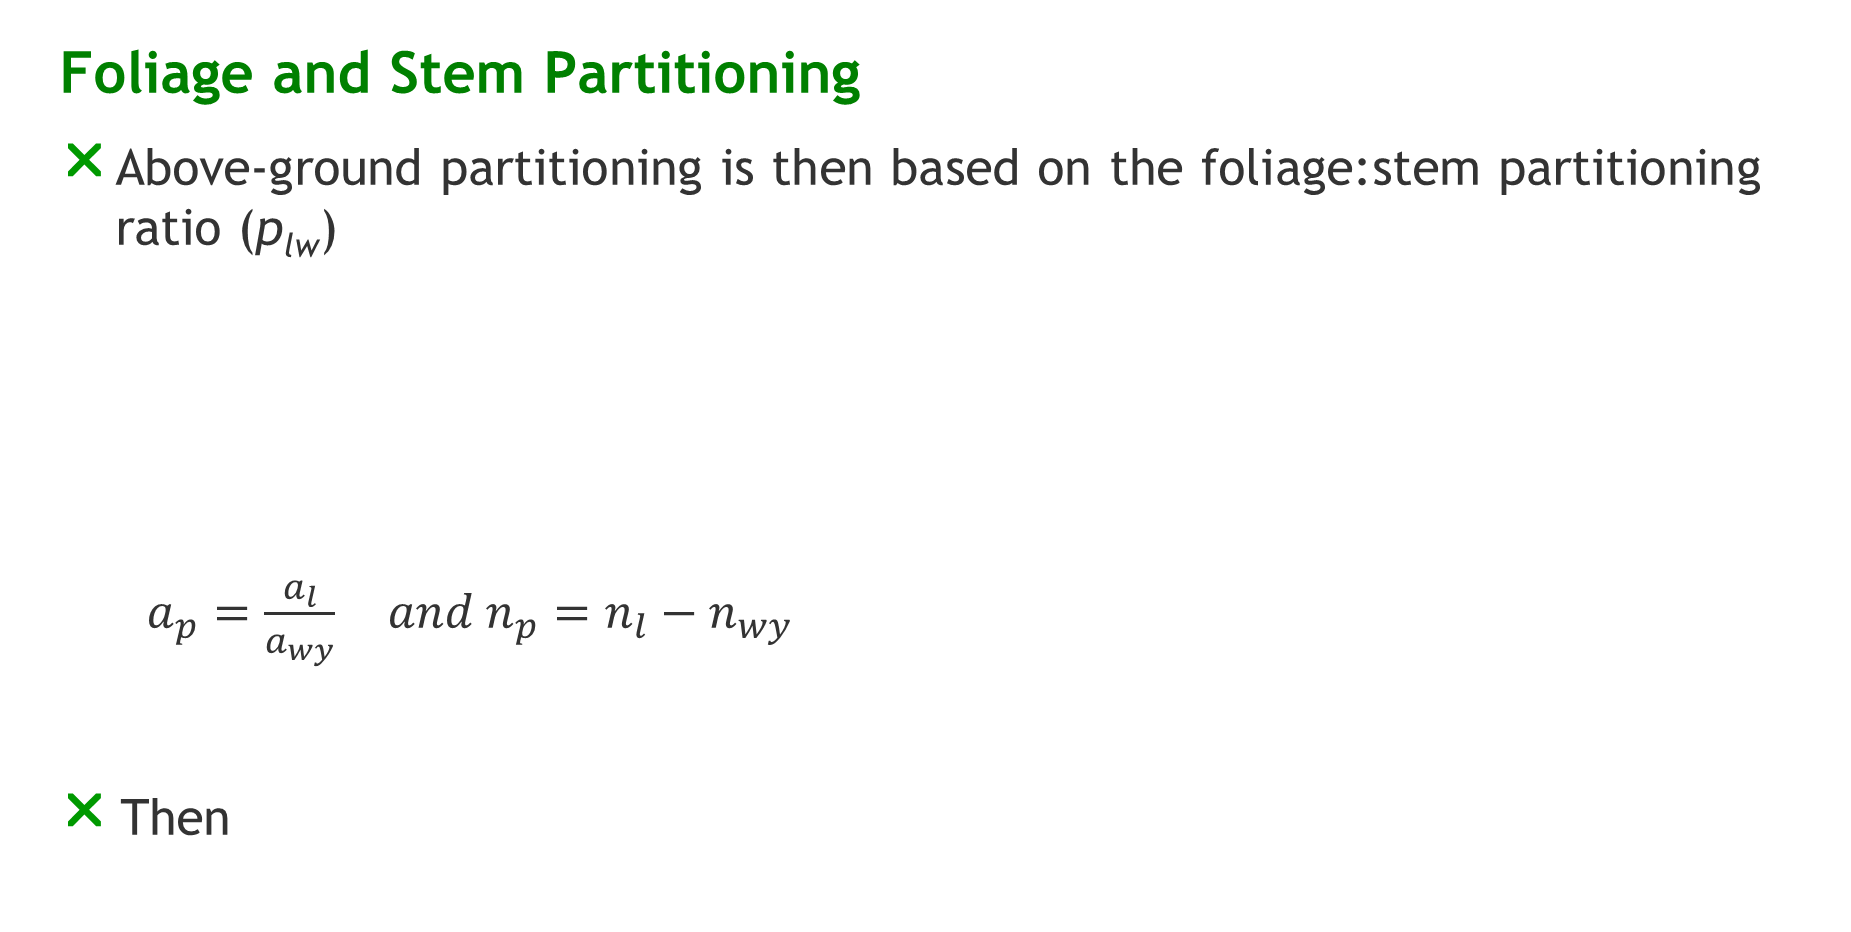 Foliage and Stem Partitioning
× Above-ground partitioning is then based on the foliage:stem partitioning
ratio (p_lw)
a_p = a_l / a_wy and n_p = n_l − n_wy
× Then